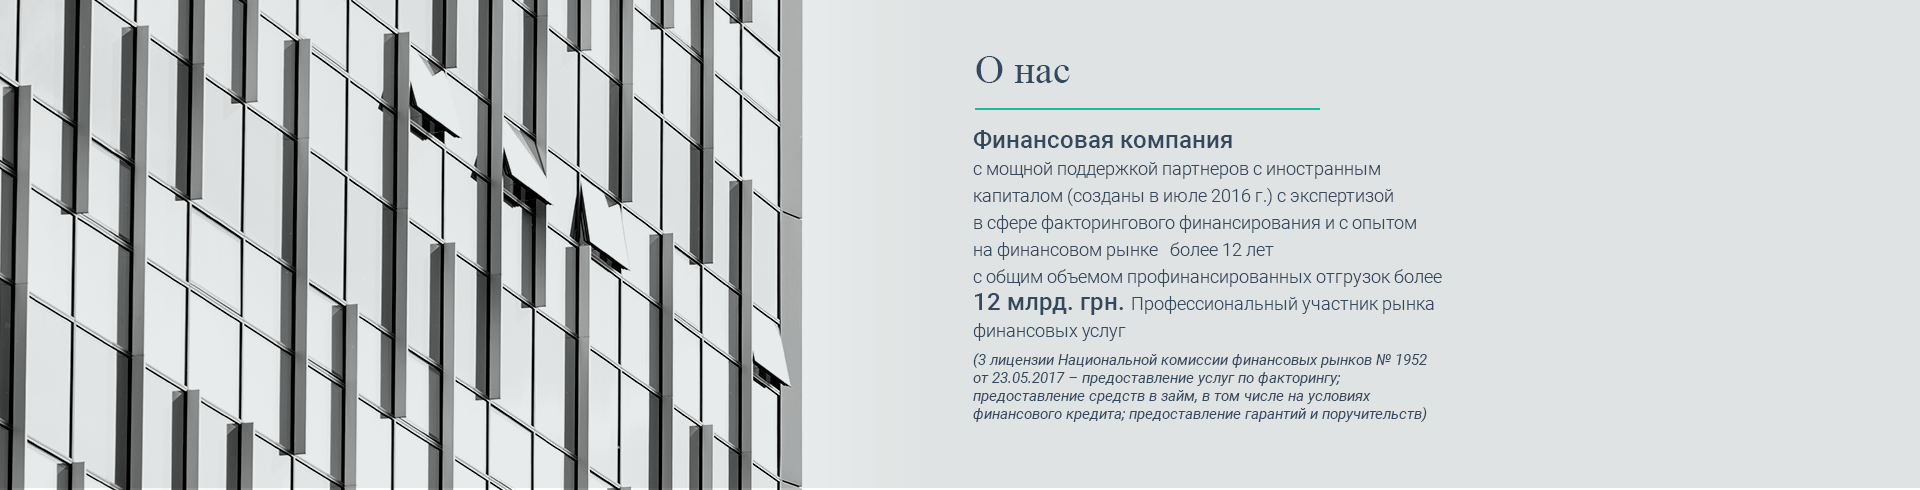 О нас
Финансовая компания
с мощной поддержкой партнеров с иностранным
капиталом (созданы в июле 2016 г.) с экспертизой
в сфере факторингового финансирования и с опытом
на финансовом рынке более 12 лет
с общим объемом профинансированных отгрузок более
12 млрд. грн. Профессиональный участник рынка
финансовых услуг
(3 лицензии Национальной комиссии финансовых рынков № 1952
от 23.05.2017 – предоставление услуг по факторингу;
предоставление средств в займ, в том числе на условиях
финансового кредита; предоставление гарантий и поручительств)